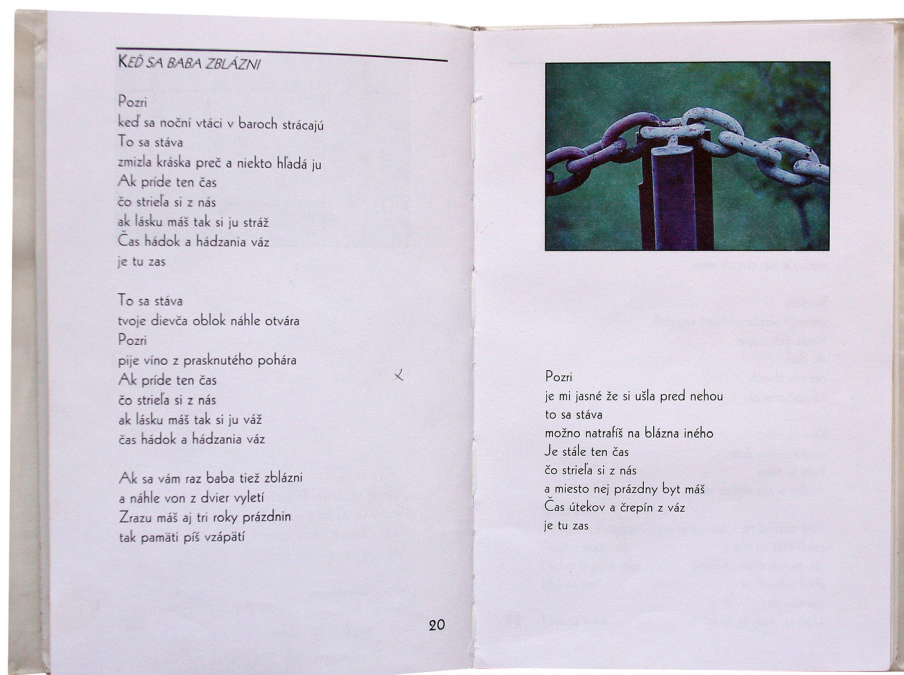 KEĎ SA BABA ZBLÁZNI
Pozri
keď sa noční vtáci v baroch strácajú
To sa stáva
zmizla kráska preč a niekto hľadá ju
Ak príde ten čas
čo strieľa si z nás
ak lásku máš tak si ju stráž
Čas hádok a hádzania váz
je tu zas
To sa stáva
tvoje dievča oblok náhle otvára
Pozri
pije víno z prasknutého pohára
Ak príde ten čas
čo strieľa si z nás
ak lásku máš tak si ju váž
čas hádok a hádzania váz
Ak sa vám raz baba tiež zblázni
a náhle von z dvier vyletí
Zrazu máš aj tri roky prázdnin
tak pamäti píš vzápätí
20
Pozri
je mi jasné že si ušla pred nehou
to sa stáva
možno natrafíš na blázna iného
Je stále ten čas
čo strieľa si z nás
a miesto nej prázdny byt máš
Čas útekov a črepín z váz
je tu zas